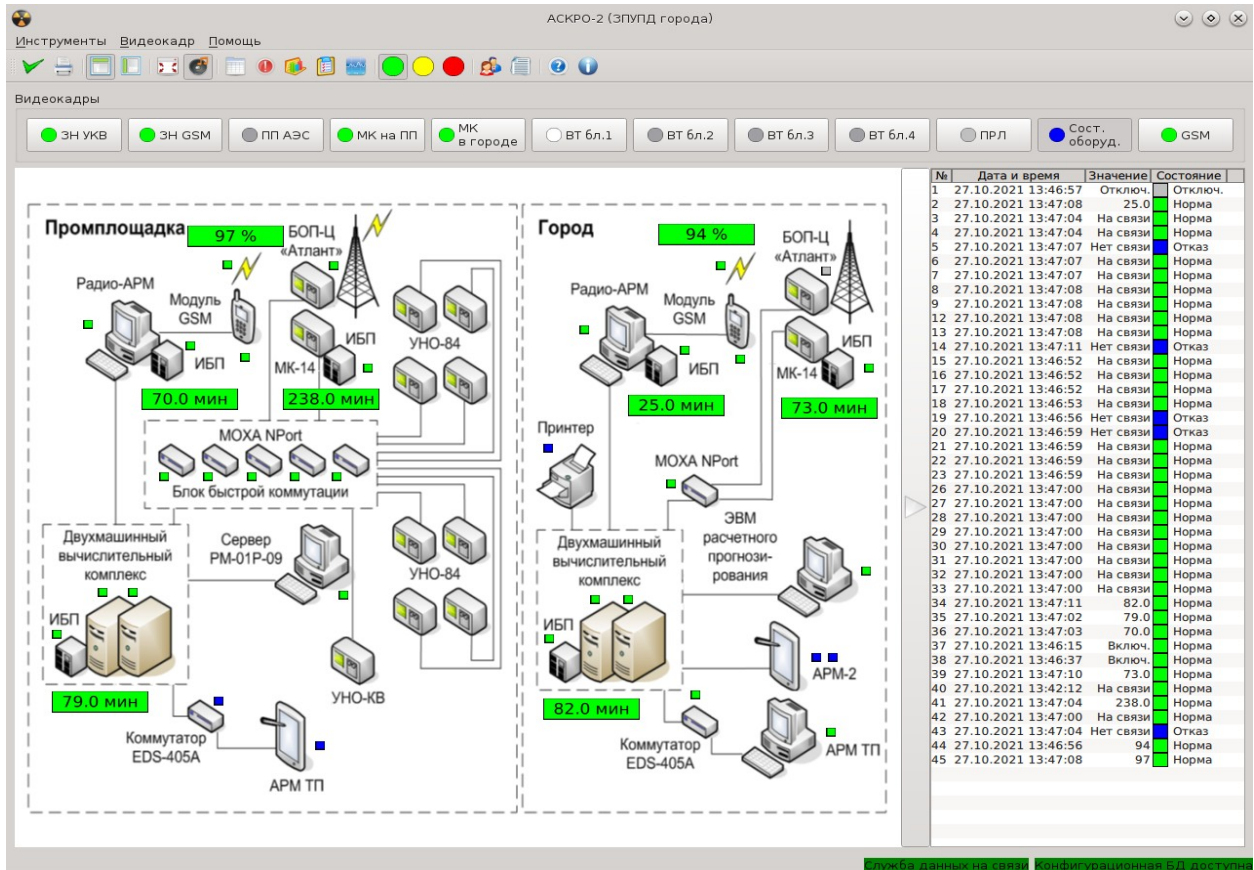 АСКРО-2 (ЗПУПД города)
Инструменты Видеокадр Помощь
Видеокадры
ЗН УКВ
ЗН GSM
ПП АЭС
МК на ПП
МК
в городе
ВТ бл.1
ВТ бл.2
ВТ бл.3
ВТ бл.4
ПРЛ
Сост.
оборуд.
GSM
Промплощадка
97 %
БОП-Ц
«Атлант»
Радио-АРМ
Модуль
GSM
ИБП
МК-14
ИБП
УНО-84
70.0 мин
238.0 мин
MOXA NPort
Блок быстрой коммутации
Двухмашинный
вычислительный
комплекс
Сервер
РМ-01Р-09
УНО-84
ИБП
УНО-КВ
79.0 мин
Коммутатор
EDS-405A
АРМ ТП
Город
94 %
БОП-Ц
«Атлант»
Радио-АРМ
Модуль
GSM
ИБП
МК-14
ИБП
25.0 мин
73.0 мин
Принтер
MOXA NPort
ЭВМ
расчетного
прогнози-
рования
Двухмашинный
вычислительный
комплекс
ИБП
АРМ-2
82.0 мин
Коммутатор
EDS-405A
АРМ ТП
№ Дата и время Значение Состояние
1 27.10.2021 13:46:57 Отключ. Отключ.
2 27.10.2021 13:47:08 25.0 Норма
3 27.10.2021 13:47:04 На связи Норма
4 27.10.2021 13:47:04 На связи Норма
5 27.10.2021 13:47:07 Нет связи Отказ
6 27.10.2021 13:47:07 На связи Норма
7 27.10.2021 13:47:07 На связи Норма
8 27.10.2021 13:47:08 На связи Норма
9 27.10.2021 13:47:08 На связи Норма
12 27.10.2021 13:47:08 На связи Норма
13 27.10.2021 13:47:08 На связи Норма
14 27.10.2021 13:47:11 Нет связи Отказ
15 27.10.2021 13:46:52 На связи Норма
16 27.10.2021 13:46:52 На связи Норма
17 27.10.2021 13:46:52 На связи Норма
18 27.10.2021 13:46:53 На связи Норма
19 27.10.2021 13:46:56 Нет связи Отказ
20 27.10.2021 13:46:59 Нет связи Отказ
21 27.10.2021 13:46:59 На связи Норма
22 27.10.2021 13:46:59 На связи Норма
23 27.10.2021 13:46:59 На связи Норма
26 27.10.2021 13:47:00 На связи Норма
27 27.10.2021 13:47:00 На связи Норма
28 27.10.2021 13:47:00 На связи Норма
29 27.10.2021 13:47:00 На связи Норма
30 27.10.2021 13:47:00 На связи Норма
31 27.10.2021 13:47:00 На связи Норма
32 27.10.2021 13:47:00 На связи Норма
33 27.10.2021 13:47:00 На связи Норма
34 27.10.2021 13:47:11 82.0 Норма
35 27.10.2021 13:47:02 79.0 Норма
36 27.10.2021 13:47:03 70.0 Норма
37 27.10.2021 13:46:15 Включ. Норма
38 27.10.2021 13:46:37 Включ. Норма
39 27.10.2021 13:47:10 73.0 Норма
40 27.10.2021 13:42:12 На связи Норма
41 27.10.2021 13:47:04 238.0 Норма
42 27.10.2021 13:47:00 На связи Норма
43 27.10.2021 13:47:04 Нет связи Отказ
44 27.10.2021 13:46:56 94 Норма
45 27.10.2021 13:47:08 97 Норма
Служба данных на связи Конфигурационная БД доступна